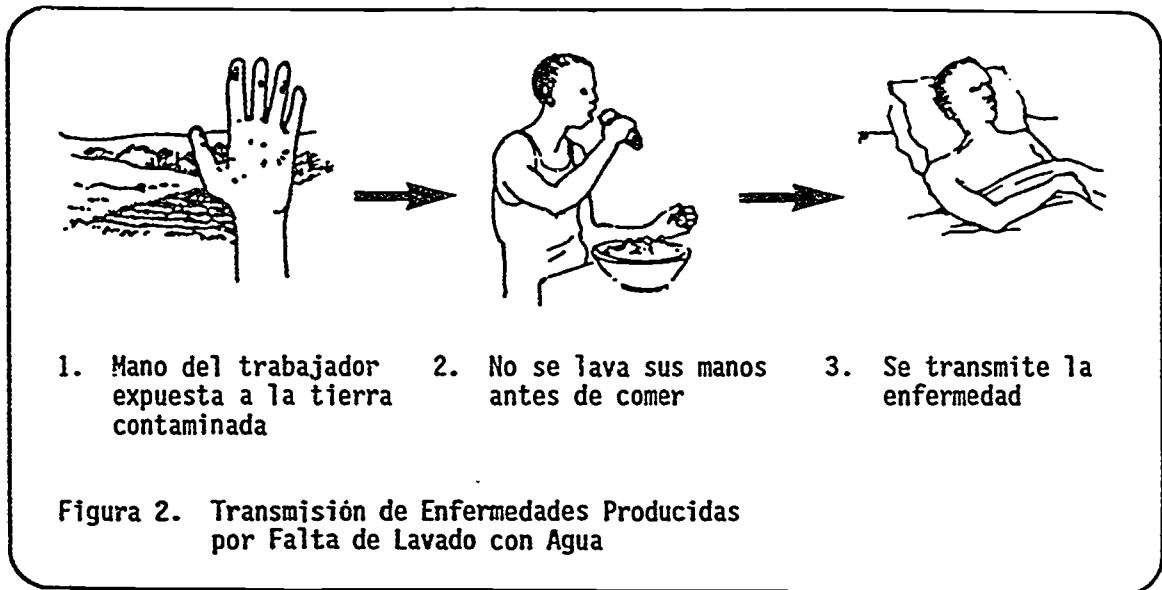 1. Mano del trabajador
expuesta a la tierra
contaminada
2. No se lava sus manos
antes de comer
3. Se transmite la
enfermedad
Figura 2. Transmisión de Enfermedades Producidas
por Falta de Lavado con Agua